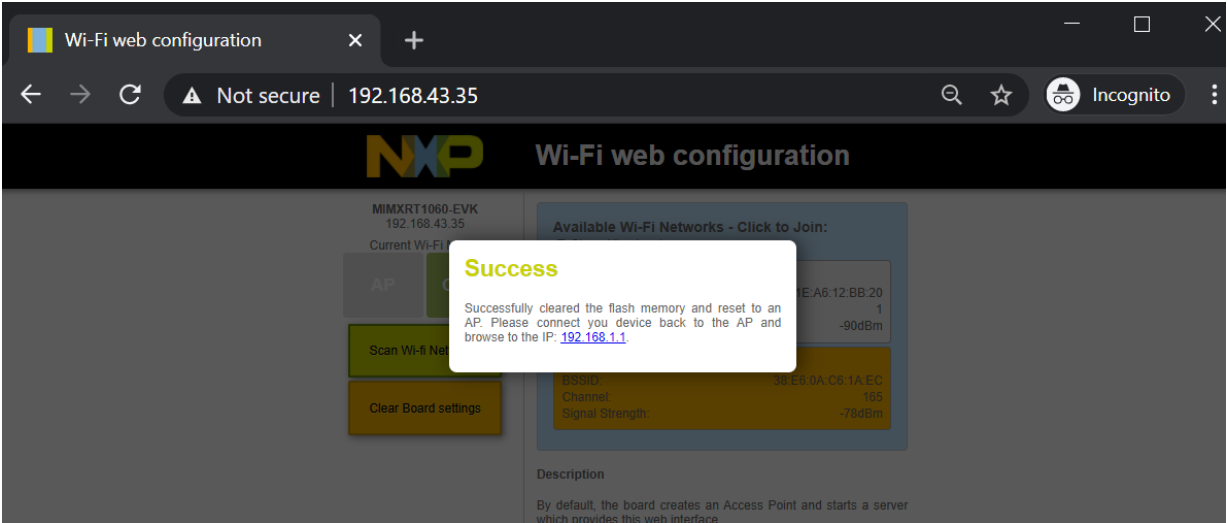 Wi-Fi web configuration
Not secure 192.168.43.35
Incognito
NXP
Wi-Fi web configuration
MIMXRT1060-EVK
192.168.43.35
Current Wi-Fi
AP
Scan Wi-fi Net
Clear Board settings
Available Wi-Fi Networks - Click to Join:
1E:A6:12:BB:20
1
-90dBm
Success
Successfully cleared the flash memory and reset to an
AP. Please connect you device back to the AP and
browse to the IP: 192.168.1.1.
BSSID: 38:E6:0A:C6:1A:EC
Channel: 165
Signal Strength: -78dBm
Description
By default, the board creates an Access Point and starts a server
which provides this web interface.